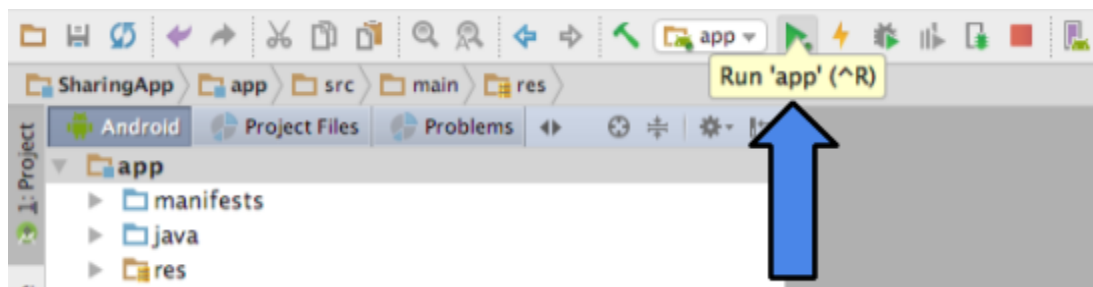 app
Run 'app' (^R)
SharingApp app src main res
1: Project
Android Project Files Problems
app
manifests
java
res